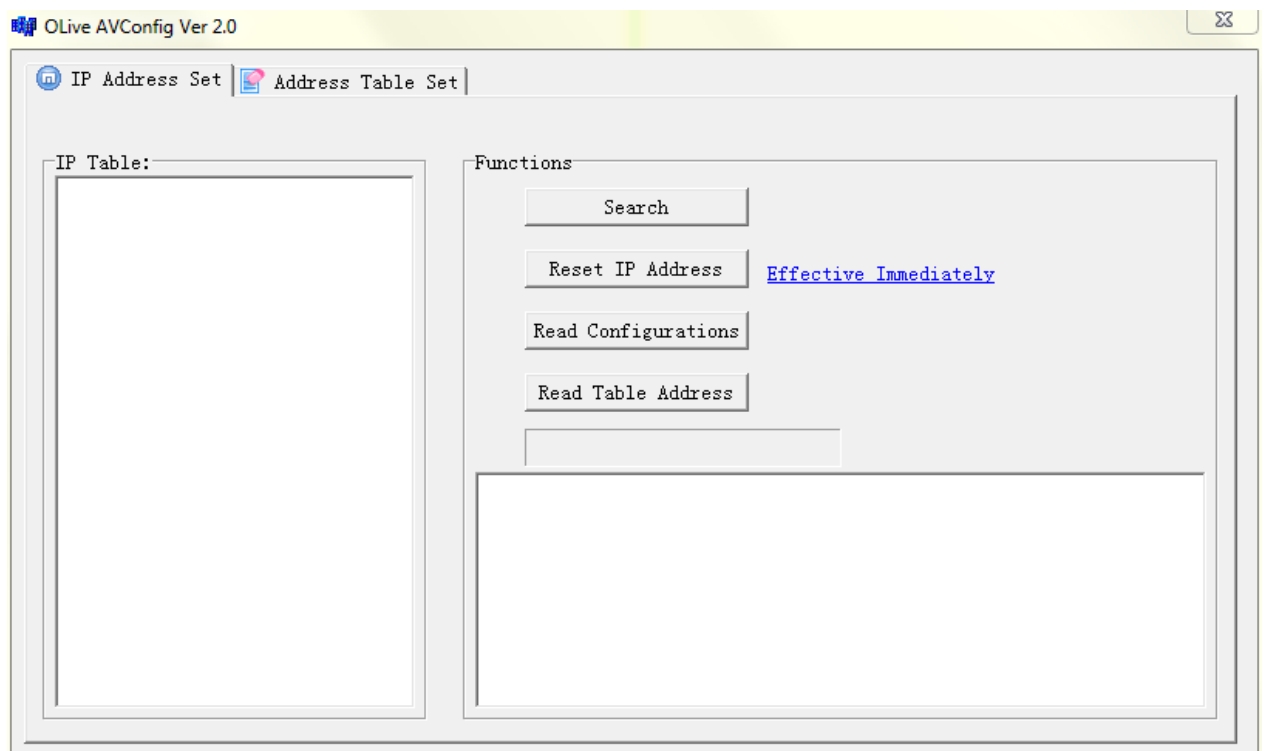 OLive AVConfig Ver 2.0
IP Address Set
Address Table Set
IP Table:
Functions
Search
Reset IP Address
Effective Immediately
Read Configurations
Read Table Address